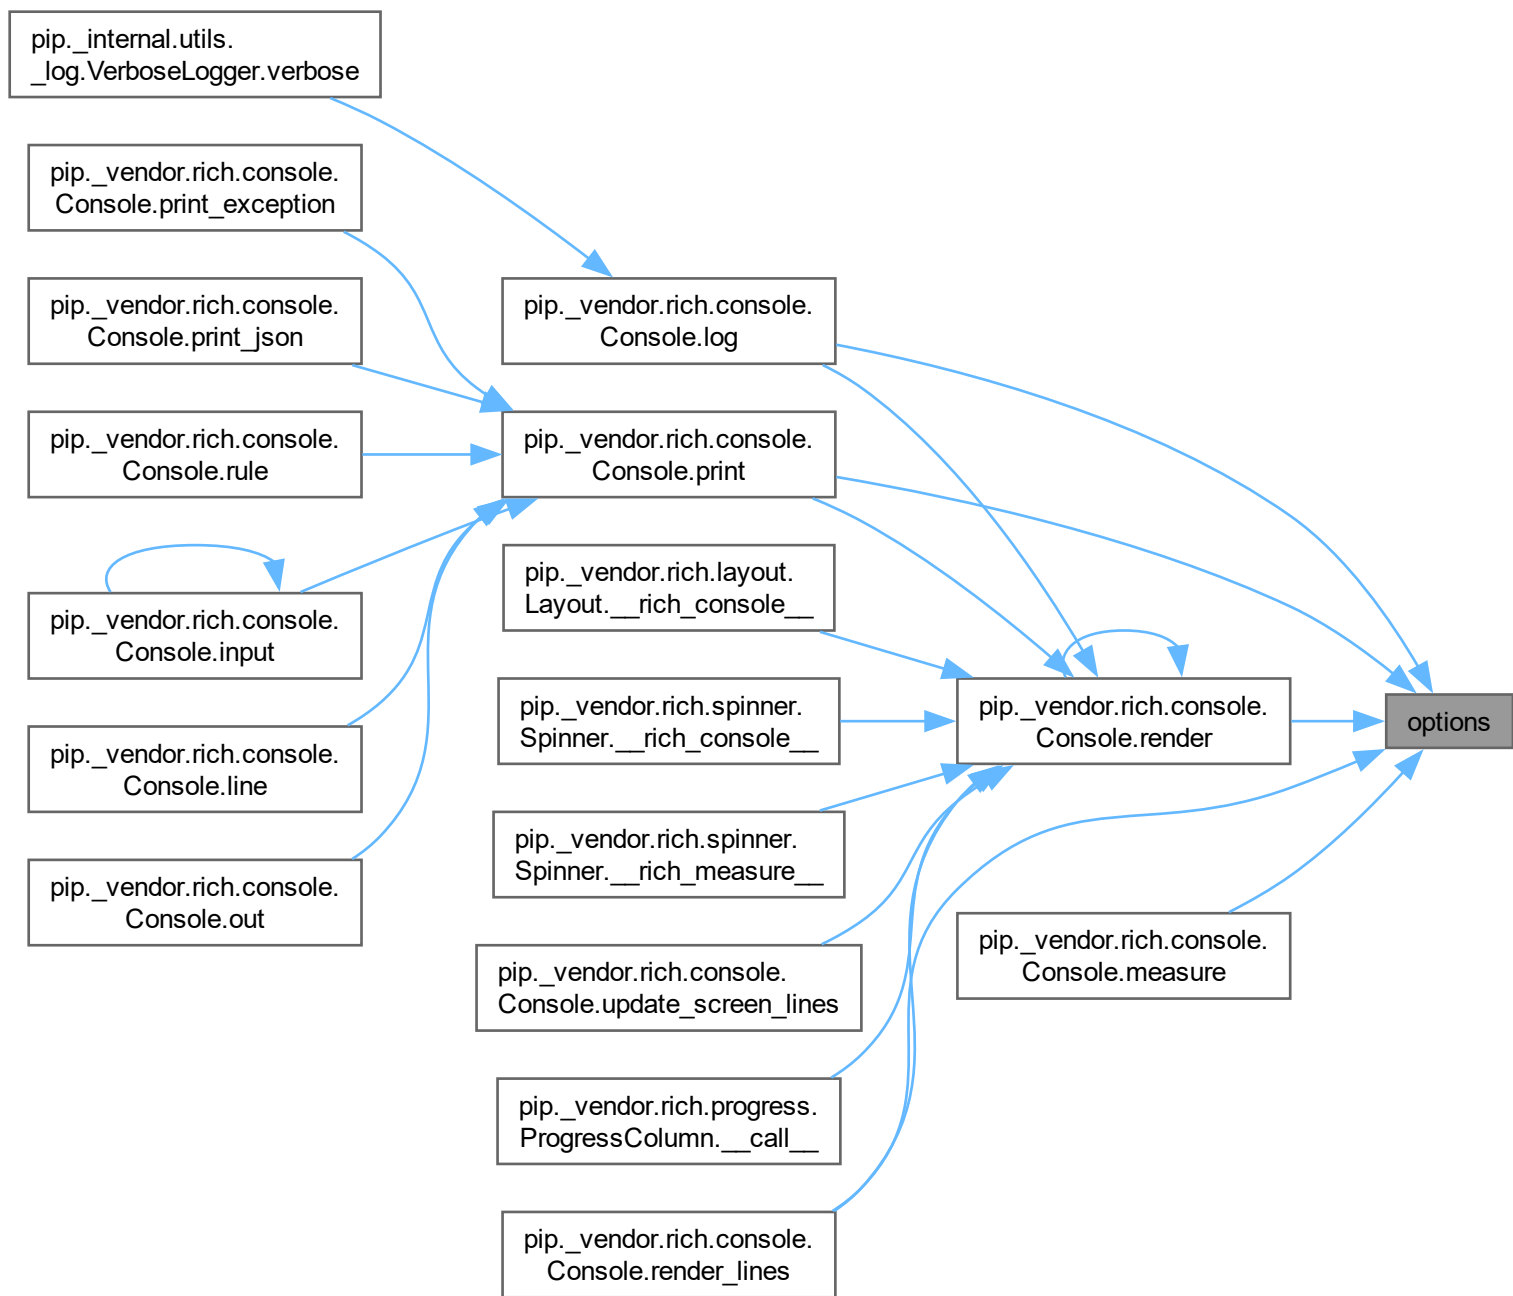 pip._internal.utils.
_log.VerboseLogger.verbose
pip._vendor.rich.console.
Console.print_exception
pip._vendor.rich.console.
Console.print_json
pip._vendor.rich.console.
Console.rule
pip._vendor.rich.console.
Console.input
pip._vendor.rich.console.
Console.line
pip._vendor.rich.console.
Console.out
pip._vendor.rich.console.
Console.log
pip._vendor.rich.console.
Console.print
pip._vendor.rich.layout.
Layout.__rich_console__
pip._vendor.rich.spinner.
Spinner.__rich_console__
pip._vendor.rich.spinner.
Spinner.__rich_measure__
pip._vendor.rich.console.
Console.update_screen_lines
pip._vendor.rich.progress.
ProgressColumn.__call__
pip._vendor.rich.console.
Console.render_lines
pip._vendor.rich.console.
Console.render
pip._vendor.rich.console.
Console.measure
options